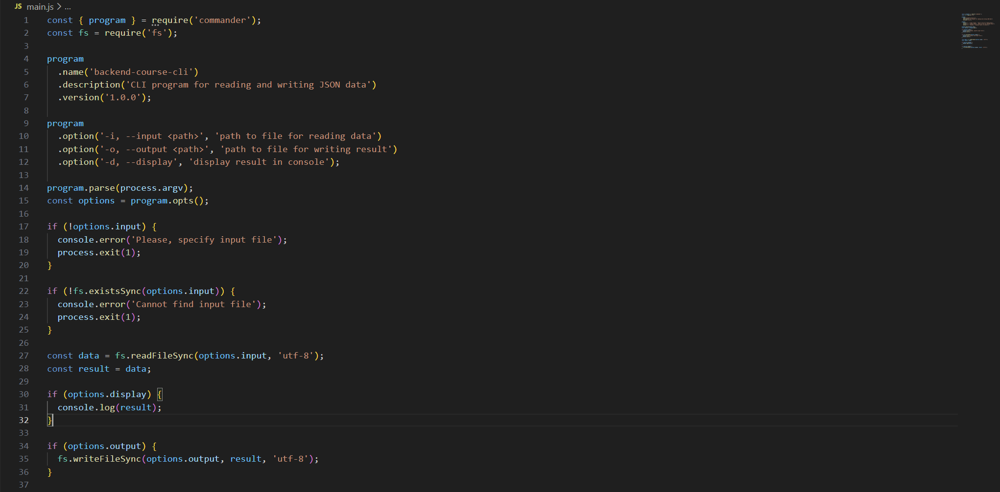 JS main.js > ...
1 const { program } = require('commander');
2 const fs = require('fs');
3
4 program
5   .name('backend-course-cli')
6   .description('CLI program for reading and writing JSON data')
7   .version('1.0.0');
8
9 program
10   .option('-i, --input <path>', 'path to file for reading data')
11   .option('-o, --output <path>', 'path to file for writing result')
12   .option('-d, --display', 'display result in console');
13
14 program.parse(process.argv);
15 const options = program.opts();
16
17 if (!options.input) {
18   console.error('Please, specify input file');
19   process.exit(1);
20 }
21
22 if (!fs.existsSync(options.input)) {
23   console.error('Cannot find input file');
24   process.exit(1);
25 }
26
27 const data = fs.readFileSync(options.input, 'utf-8');
28 const result = data;
29
30 if (options.display) {
31   console.log(result);
32 }
33
34 if (options.output) {
35   fs.writeFileSync(options.output, result, 'utf-8');
36 }
37